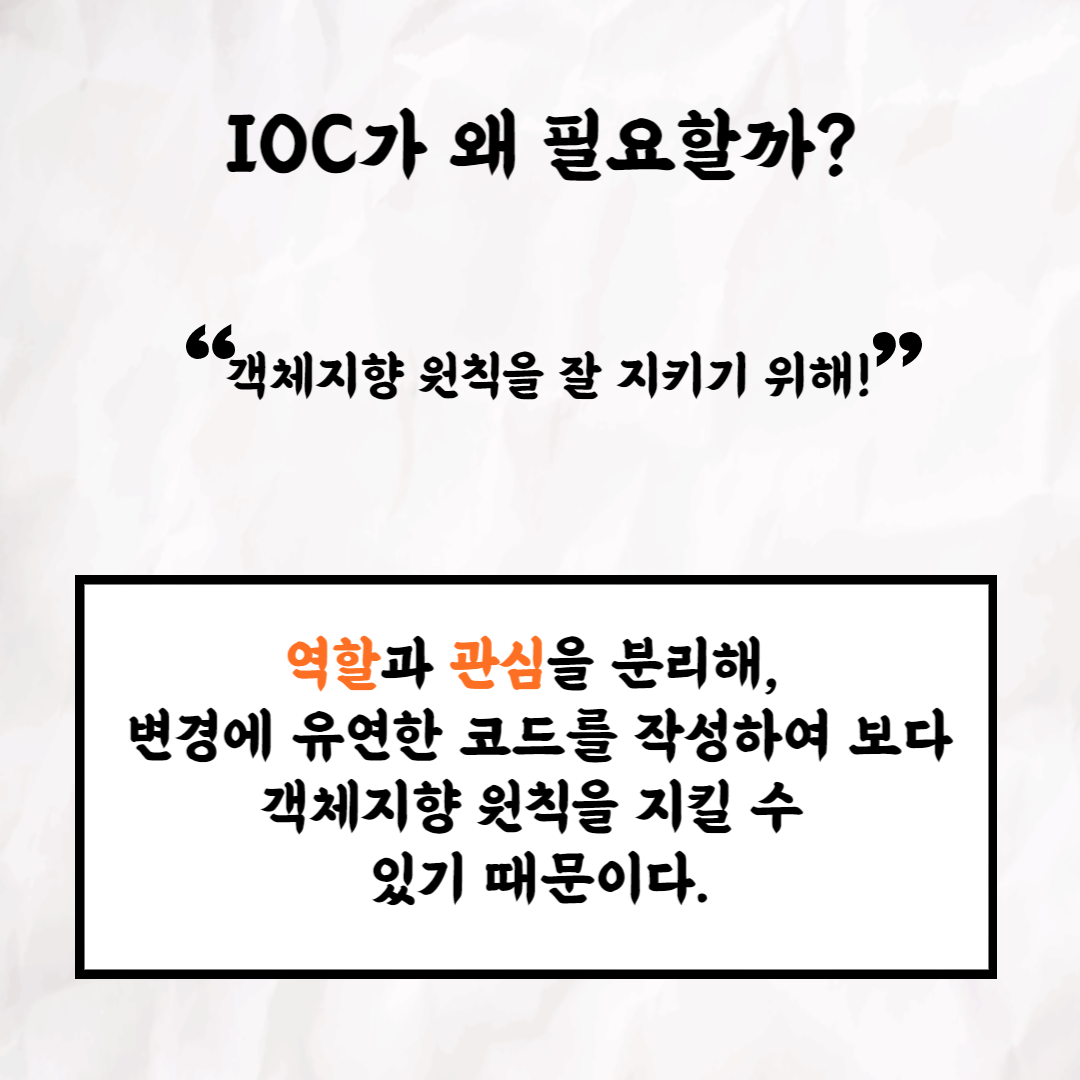 IOC가 왜 필요할까?
“객체지향 원칙을 잘 지키기 위해!”
역할과 관심을 분리해,
변경에 유연한 코드를 작성하여 보다
객체지향 원칙을 지킬 수
있기 때문이다.